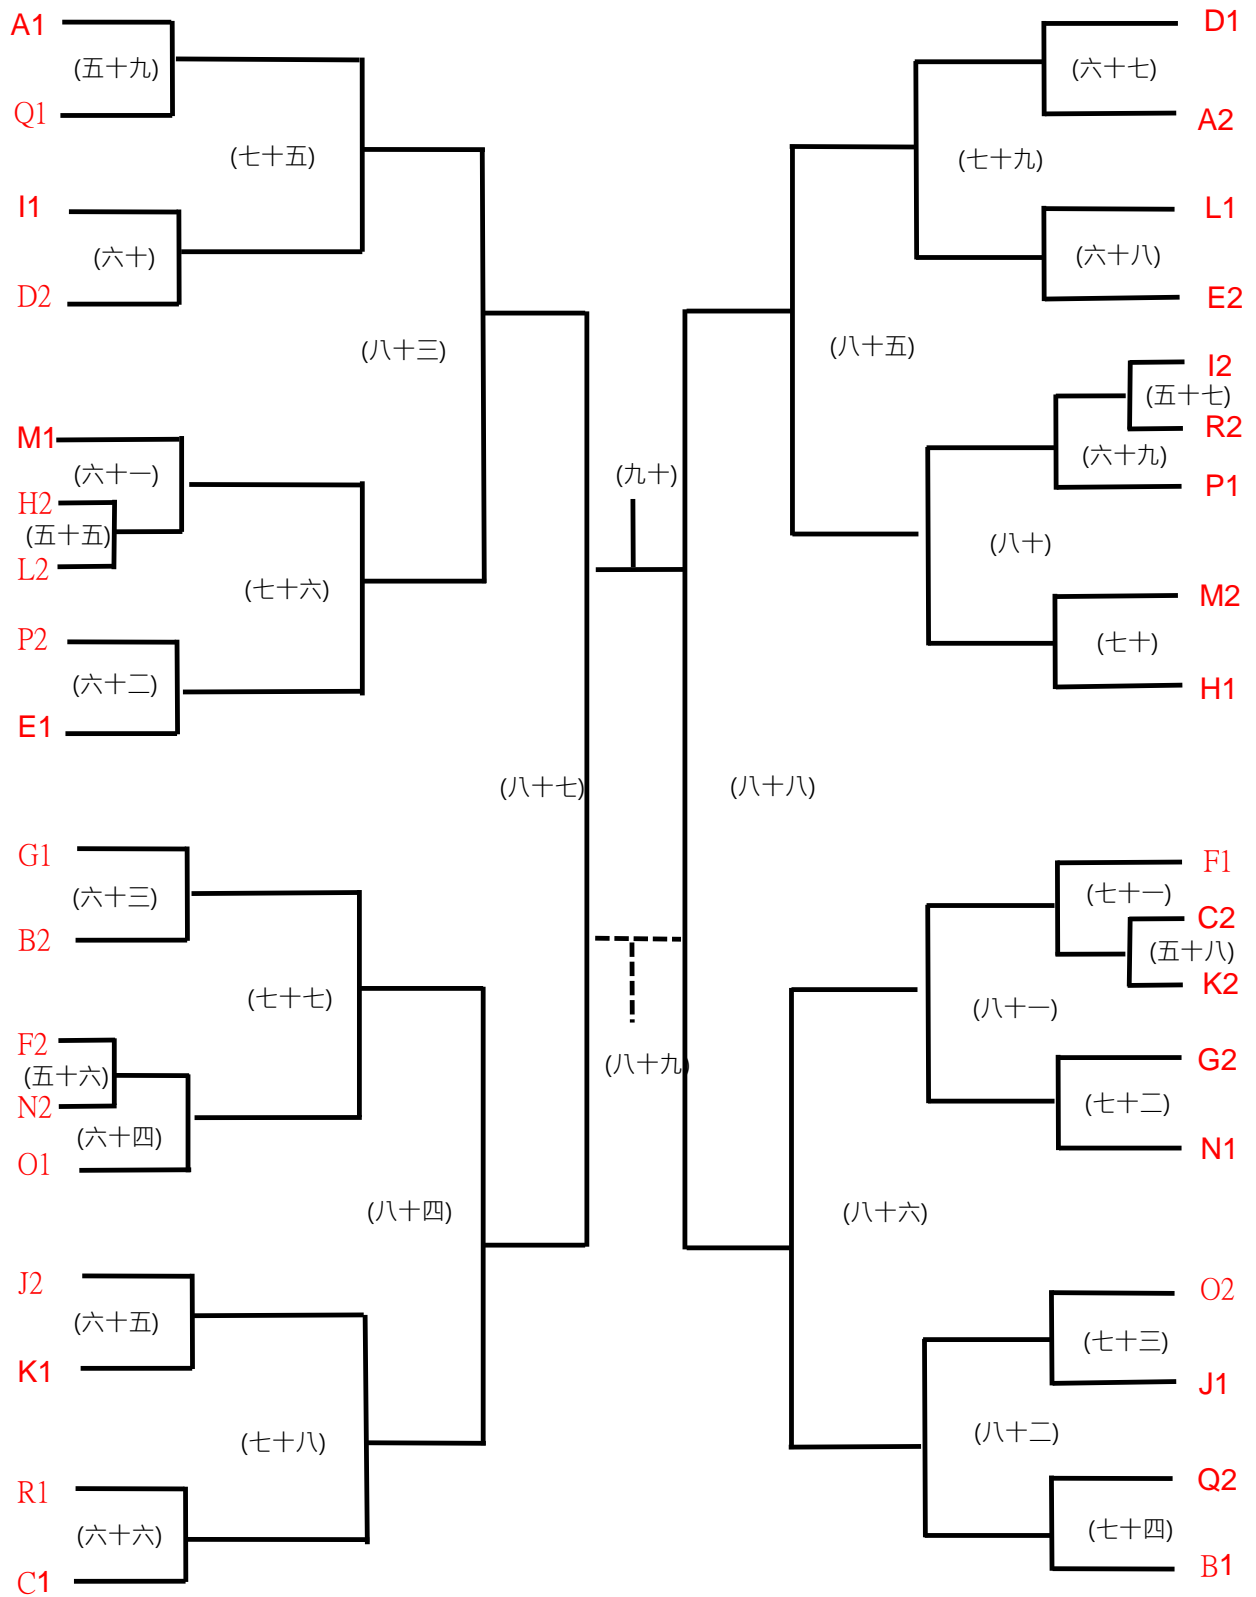 A1
(五十九)
Q1
(七十五)
I1
(六十)
D2
(八十三)
M1
(六十一)
H2
(五十五)
L2
(七十六)
P2
(六十二)
E1
(八十七)
G1
(六十三)
B2
(七十七)
F2
(五十六)
N2
(六十四)
O1
(八十四)
J2
(六十五)
K1
(七十八)
R1
(六十六)
C1
(九十)
(八十九)
D1
(六十七)
A2
(七十九)
L1
(六十八)
E2
(八十五)
I2
(五十七)
R2
(六十九)
P1
(八十)
M2
(七十)
H1
(八十八)
F1
(七十一)
C2
(五十八)
K2
(八十一)
G2
(七十二)
N1
(八十六)
O2
(七十三)
J1
(八十二)
Q2
(七十四)
B1